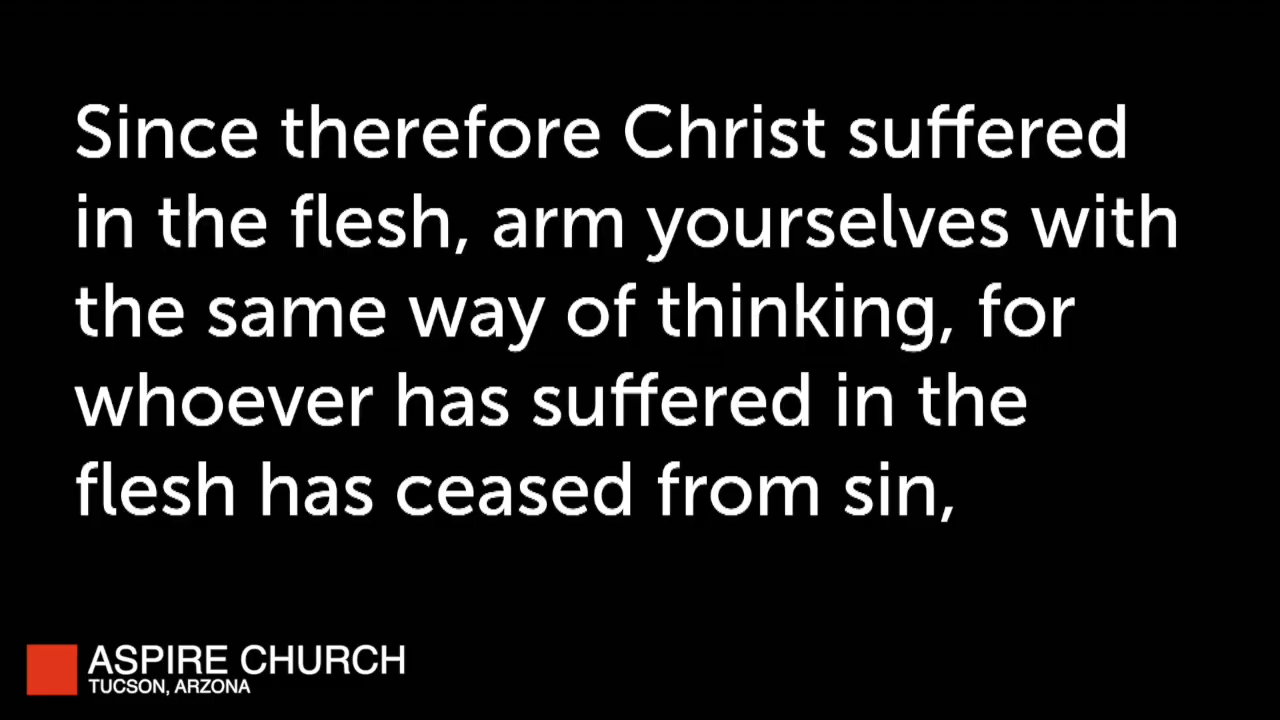 Since therefore Christ suffered
in the flesh, arm yourselves with
the same way of thinking, for
whoever has suffered in the
flesh has ceased from sin,
ASPIRE CHURCH
TUCSON, ARZONA